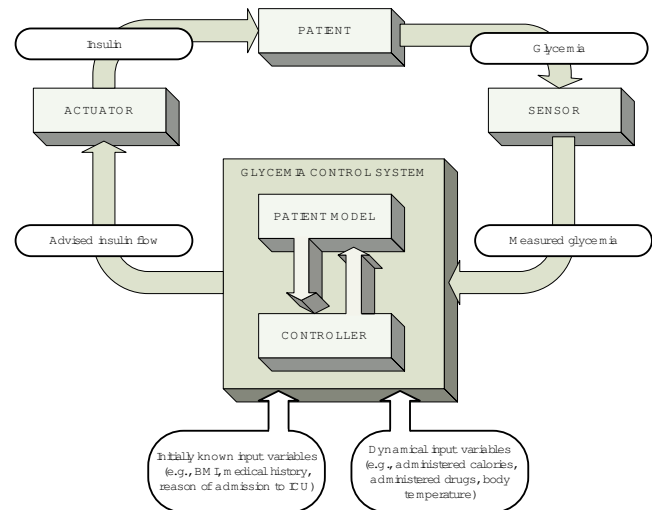 Insulin
PATIENT
Glycemia
ACTUATOR
SENSOR
GLYCEMIA CONTROL SYSTEM
PATIENT MODEL
Advised insulin flow
Measured glycemia
CONTROLLER
Initially known input variables
(e.g., BMI, medical history,
reason of admission to ICU)
Dynamical input variables
(e.g., administered calories,
administered drugs, body
temperature)